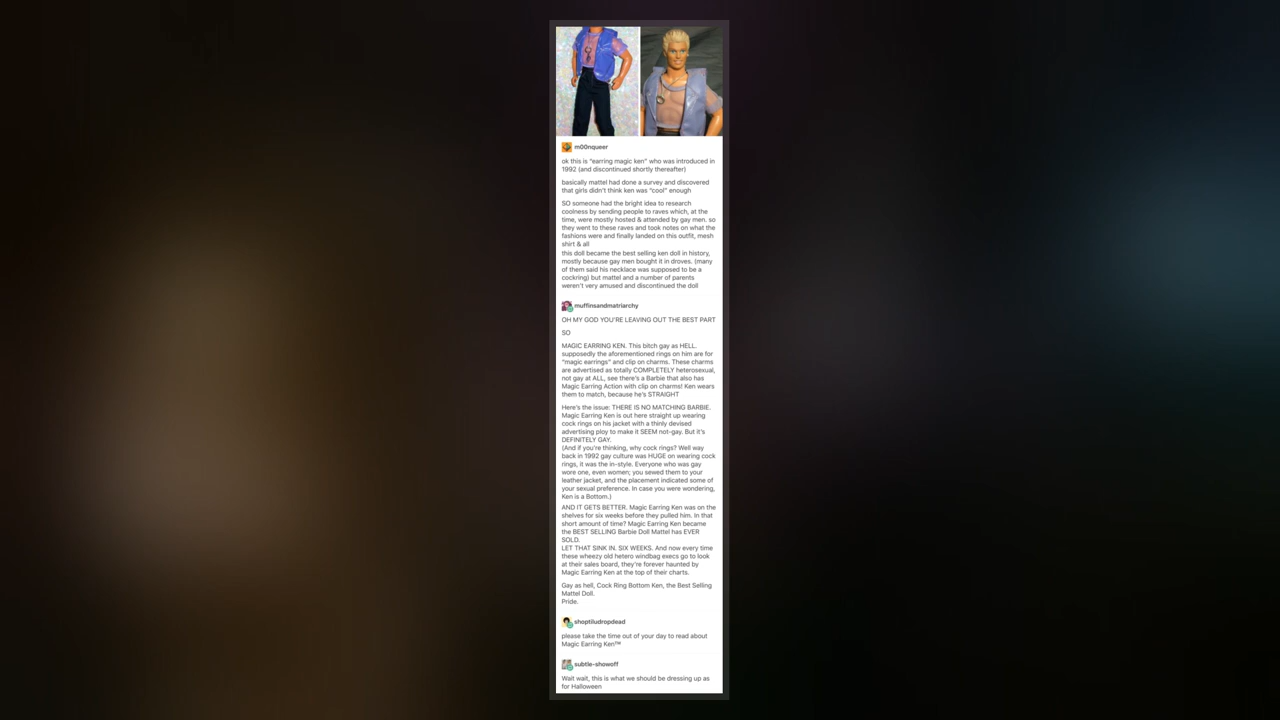 m00nqueer
ok this is "earring magic ken" who was introduced in
1992 (and discontinued shortly thereafter)
basically mattel had done a survey and discovered
that girls didn't think ken was "cool" enough
SO someone had the bright idea to research
coolness by sending people to raves which, at the
time, were mostly hosted & attended by gay men. so
they went to these raves and took notes on what the
fashions were and finally landed on this outfit, mesh
shirt & all
this doll became the best selling ken doll in history,
mostly because gay men bought it in droves. (many
of them said his necklace was supposed to be a
cockring) but mattel and a number of parents
weren't very amused and discontinued the doll
muffinsandmatriarchy
OH MY GOD YOU'RE LEAVING OUT THE BEST PART
SO
MAGIC EARRING KEN. This bitch gay as HELL.
supposedly the aforementioned rings on him are for
"magic earrings" and clip on charms. These charms
are advertised as totally COMPLETELY heterosexual,
not gay at ALL, see there's a Barbie that also has
Magic Earring Action with clip on charms! Ken wears
them to match, because he's STRAIGHT
Here's the issue: THERE IS NO MATCHING BARBIE.
Magic Earring Ken is out here straight up wearing
cock rings on his jacket with a thinly devised
advertising ploy to make it SEEM not-gay. But it's
DEFINITELY GAY.
(And if you're thinking, why cock rings? Well way
back in 1992 gay culture was HUGE on wearing cock
rings, it was the in-style. Everyone who was gay
wore one, even women; you sewed them to your
leather jacket, and the placement indicated some of
your sexual preference. In case you were wondering,
Ken is a Bottom.)
AND IT GETS BETTER. Magic Earring Ken was on the
shelves for six weeks before they pulled him. In that
short amount of time? Magic Earring Ken became
the BEST SELLING Barbie Doll Mattel has EVER
SOLD.
LET THAT SINK IN. SIX WEEKS. And now every time
these wheezy old hetero windbag execs go to look
at their sales board, they're forever haunted by
Magic Earring Ken at the top of their charts.
Gay as hell, Cock Ring Bottom Ken, the Best Selling
Mattel Doll.
Pride.
shoptiludropdead
please take the time out of your day to read about
Magic Earring Ken™
subtle-showoff
Wait wait, this is what we should be dressing up as
for Halloween